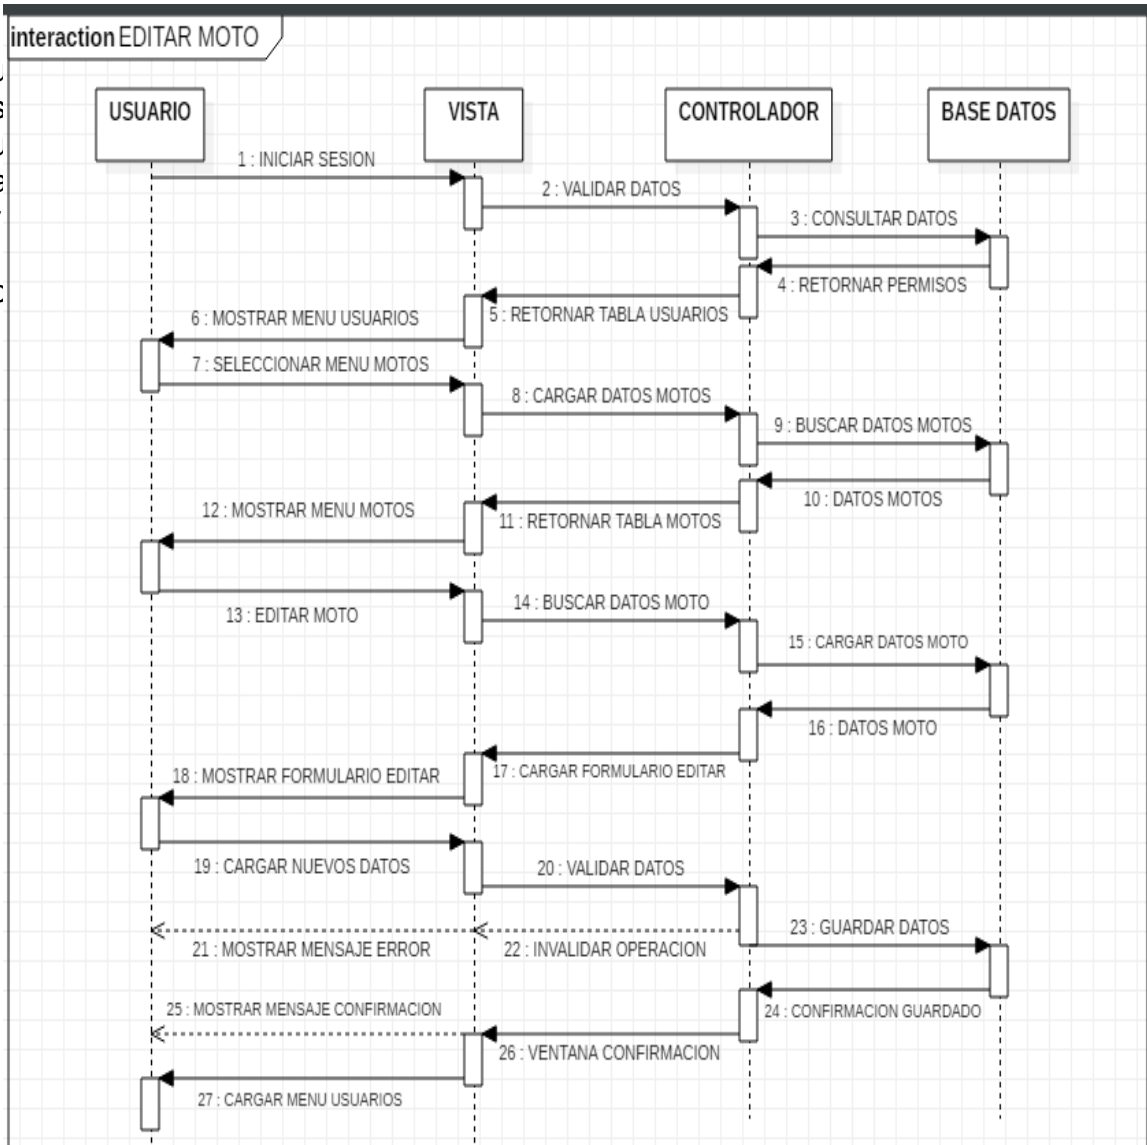 interaction EDITAR MOTO
USUARIO
VISTA
CONTROLADOR
BASE DATOS
1 : INICIAR SESION
2 : VALIDAR DATOS
3 : CONSULTAR DATOS
4 : RETORNAR PERMISOS
5 : RETORNAR TABLA USUARIOS
6 : MOSTRAR MENU USUARIOS
7 : SELECCIONAR MENU MOTOS
8 : CARGAR DATOS MOTOS
9 : BUSCAR DATOS MOTOS
10 : DATOS MOTOS
11 : RETORNAR TABLA MOTOS
12 : MOSTRAR MENU MOTOS
13 : EDITAR MOTO
14 : BUSCAR DATOS MOTO
15 : CARGAR DATOS MOTO
16 : DATOS MOTO
17 : CARGAR FORMULARIO EDITAR
18 : MOSTRAR FORMULARIO EDITAR
19 : CARGAR NUEVOS DATOS
20 : VALIDAR DATOS
21 : MOSTRAR MENSAJE ERROR
22 : INVALIDAR OPERACION
23 : GUARDAR DATOS
24 : CONFIRMACION GUARDADO
25 : MOSTRAR MENSAJE CONFIRMACION
26 : VENTANA CONFIRMACION
27 : CARGAR MENU USUARIOS